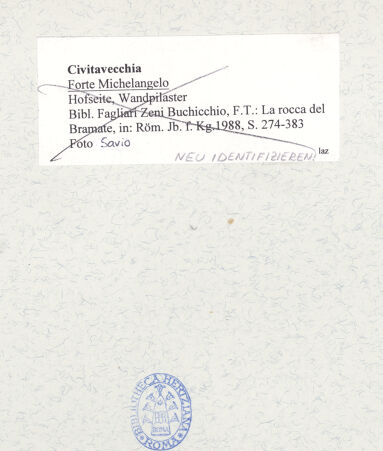 Civitavecchia
Forte Michelangelo
Hofseite, Wandpilaster
Bibl. Fagliari Zeni Buchicchio, F.T.: La rocca del
Bramate, in: Röm. Jb. f. Kg.1988, S. 274-383
Foto Savio
NEU IDENTIFIZIEREN!
laz
BIBLIOTHECA HERTZIANA
ROMA